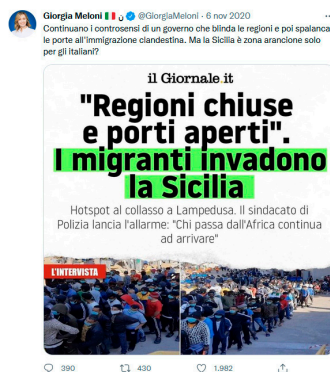 Giorgia Meloni 🇮🇹 ن @GiorgiaMeloni · 6 nov 2020
Continuano i controsensi di un governo che blinda le regioni e poi spalanca
le porte all'immigrazione clandestina. Ma la Sicilia è zona arancione solo
per gli italiani?
il Giornale.it
"Regioni chiuse
e porti aperti".
I migranti invadono
la Sicilia
Hotspot al collasso a Lampedusa. Il sindacato di
Polizia lancia l'allarme: "Chi passa dall'Africa continua
ad arrivare"
L'INTERVISTA
390 430 1.982